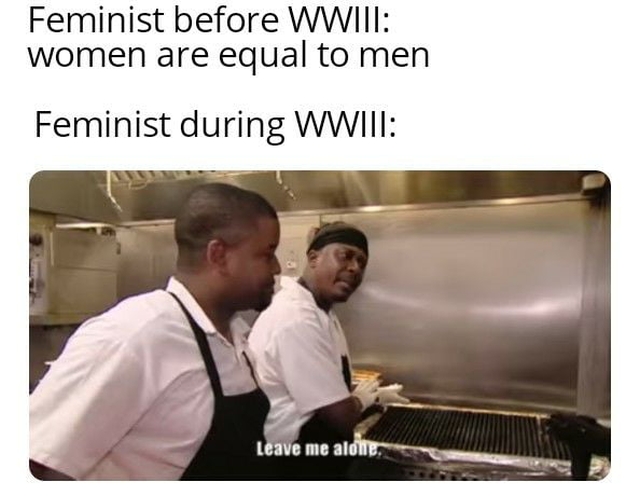 Feminist before WWIII:
women are equal to men
Feminist during WWIII:
Leave me alone.